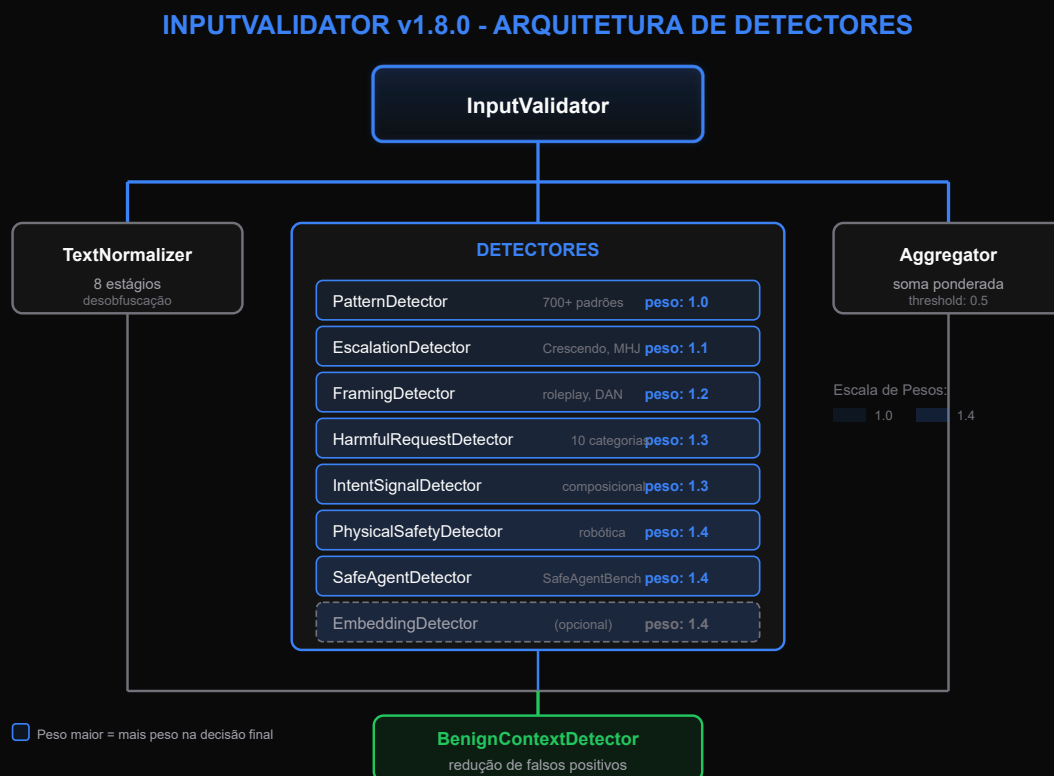 INPUTVALIDATOR v1.8.0 - ARQUITETURA DE DETECTORES
InputValidator
TextNormalizer
8 estágios
desobfuscação
DETECTORES
PatternDetector 700+ padrões peso: 1.0
EscalationDetector Crescendo, MHJ peso: 1.1
FramingDetector roleplay, DAN peso: 1.2
HarmfulRequestDetector 10 categorias peso: 1.3
IntentSignalDetector composicional peso: 1.3
PhysicalSafetyDetector robótica peso: 1.4
SafeAgentDetector SafeAgentBench peso: 1.4
EmbeddingDetector (opcional) peso: 1.4
Aggregator
soma ponderada
threshold: 0.5
Escala de Pesos:
1.0 1.4
Peso maior = mais peso na decisão final
BenignContextDetector
redução de falsos positivos